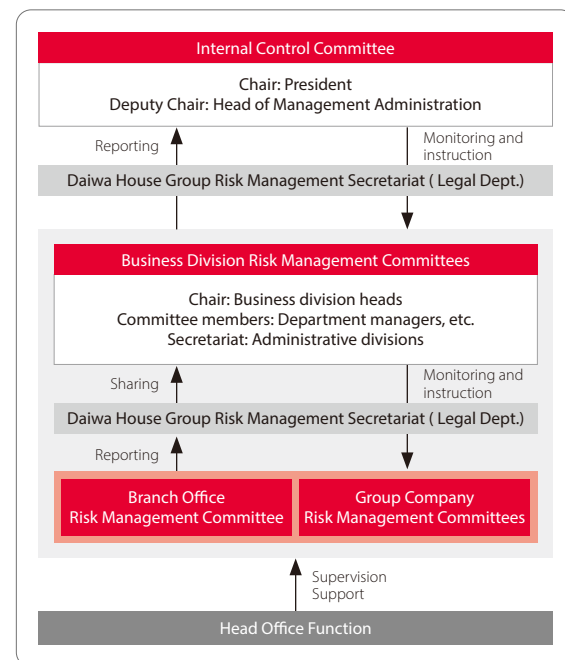 Internal Control Committee
Chair: President
Deputy Chair: Head of Management Administration
Reporting
Monitoring and
instruction
Daiwa House Group Risk Management Secretariat ( Legal Dept.)
Business Division Risk Management Committees
Chair: Business division heads
Committee members: Department managers, etc.
Secretariat: Administrative divisions
Sharing
Monitoring and
instruction
Daiwa House Group Risk Management Secretariat ( Legal Dept.)
Reporting
Branch Office
Risk Management Committee
Group Company
Risk Management Committees
Supervision
Support
Head Office Function